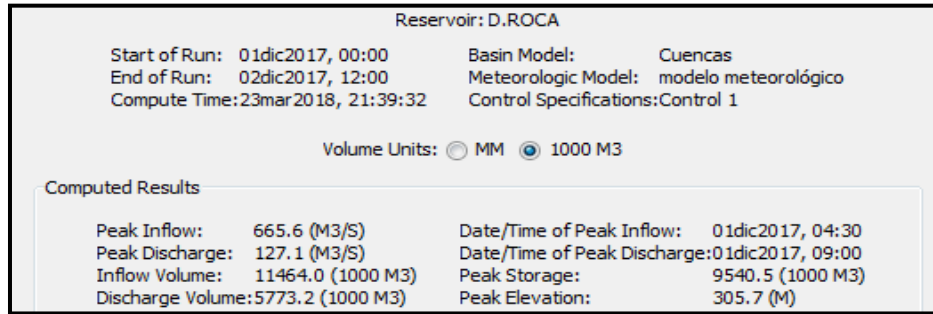 Reservoir: D.ROCA
Start of Run: 01dic2017, 00:00 Basin Model: Cuencas
End of Run: 02dic2017, 12:00 Meteorologic Model: modelo meteorológico
Compute Time:23mar2018, 21:39:32 Control Specifications:Control 1
Volume Units: MM 1000 M3
Computed Results
Peak Inflow: 665.6 (M3/S) Date/Time of Peak Inflow: 01dic2017, 04:30
Peak Discharge: 127.1 (M3/S) Date/Time of Peak Discharge:01dic2017, 09:00
Inflow Volume: 11464.0 (1000 M3) Peak Storage: 9540.5 (1000 M3)
Discharge Volume:5773.2 (1000 M3) Peak Elevation: 305.7 (M)